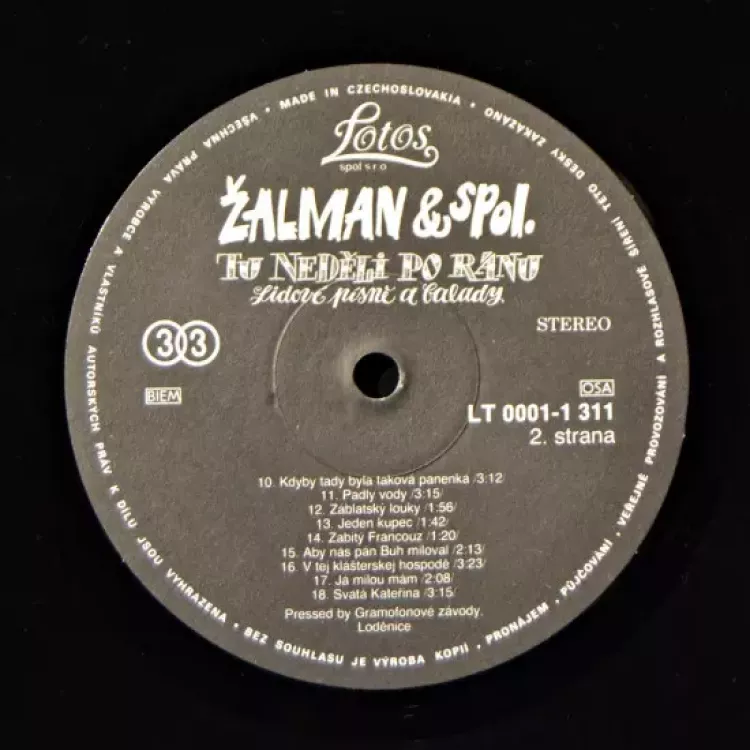 Lotos
spol s r.o
ŽALMAN & spol.
TU NEDĚLI PO RÁNU
Lidové písně a balady.
33
STEREO
BIEM
OSA
LT 0001-1 311
2. strana
10. Kdyby tady byla taková panenka /3:12/
11. Padly vody /3:15/
12. Záblatský louky /1:56/
13. Jeden kupec /1:42/
14. Zabitý Francouz /1:20/
15. Aby nás pán Buh miloval /2:13/
16. V tej klášterskej hospodě /3:23/
17. Já milou mám /2:08/
18. Svatá Kateřina /3:15/
Pressed by Gramofonové závody.
Loděnice
VŠECHNA PRÁVA VÝROBCE A VLASTNÍKŮ AUTORSKÝCH PRÁV K DÍLU JSOU VYHRAZENA • BEZ SOUHLASU JE VÝROBA KOPIÍ, PRONÁJEM, PŮJČOVÁNÍ, VEŘEJNÉ PROVOZOVÁNÍ A ROZHLASOVÉ ŠÍŘENÍ TÉTO DESKY ZAKÁZÁNO • MADE IN CZECHOSLOVAKIA •